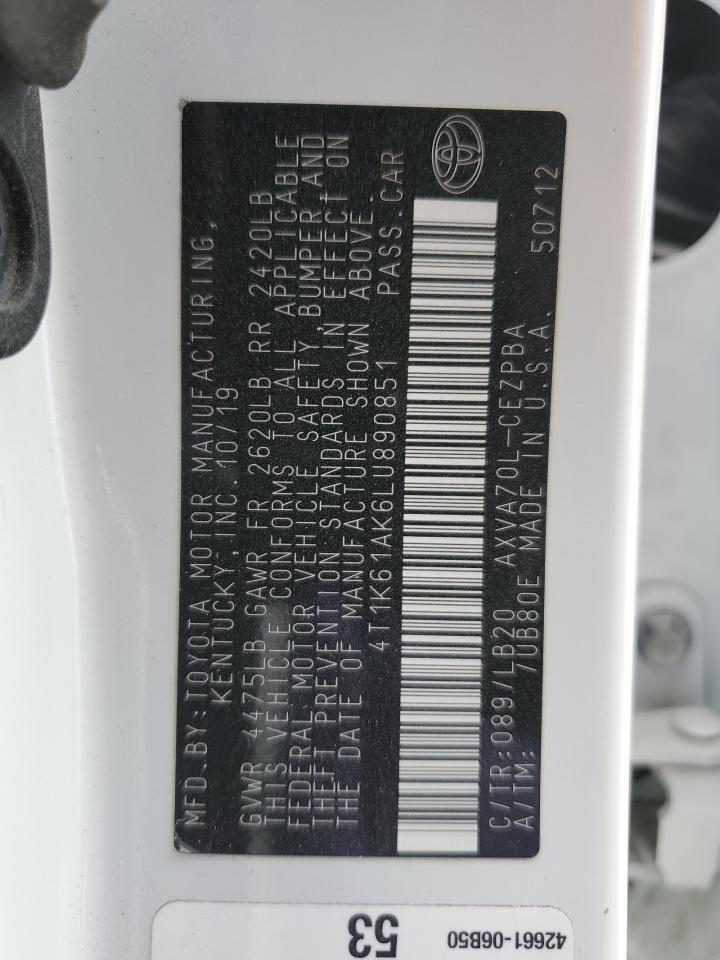 MFD.BY:TOYOTA MOTOR MANUFACTURING,
KENTUCKY,INC.10/19
GVWR 4475LB GAWR FR 2620LB RR 2420LB
THIS VEHICLE CONFORMS TO ALL APPLICABLE
FEDERAL MOTOR VEHICLE SAFETY,BUMPER AND
THEFT PREVENTION STANDARDS IN EFFECT ON
THE DATE OF MANUFACTURE SHOWN ABOVE.
4T1K61AK6LU890851 PASS.CAR
C/TR:089/LB20 AXVA70L-CEZPBA 50712
A/TM: 7UB80E MADE IN U.S.A.
53
42661-06B50